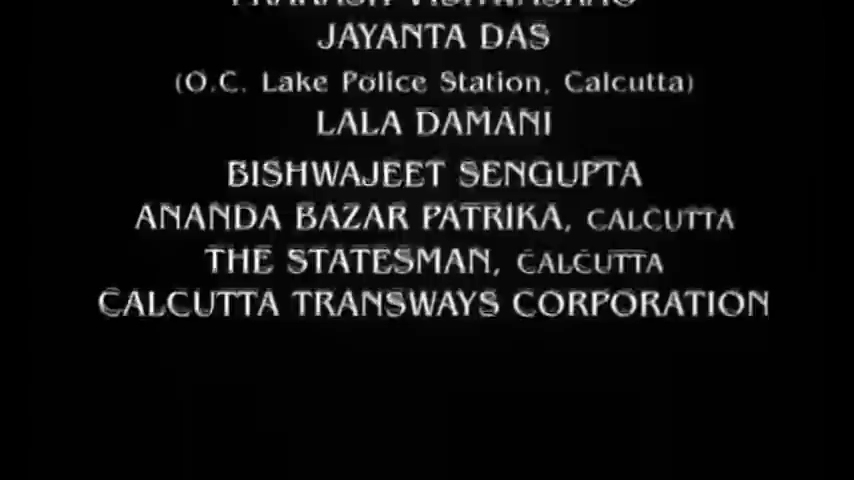 JAYANTA DAS
(O.C. Lake Police Station, Calcutta)
LALA DAMANI
BISHWAJEET SENGUPTA
ANANDA BAZAR PATRIKA, CALCUTTA
THE STATESMAN, CALCUTTA
CALCUTTA TRANSWAYS CORPORATION